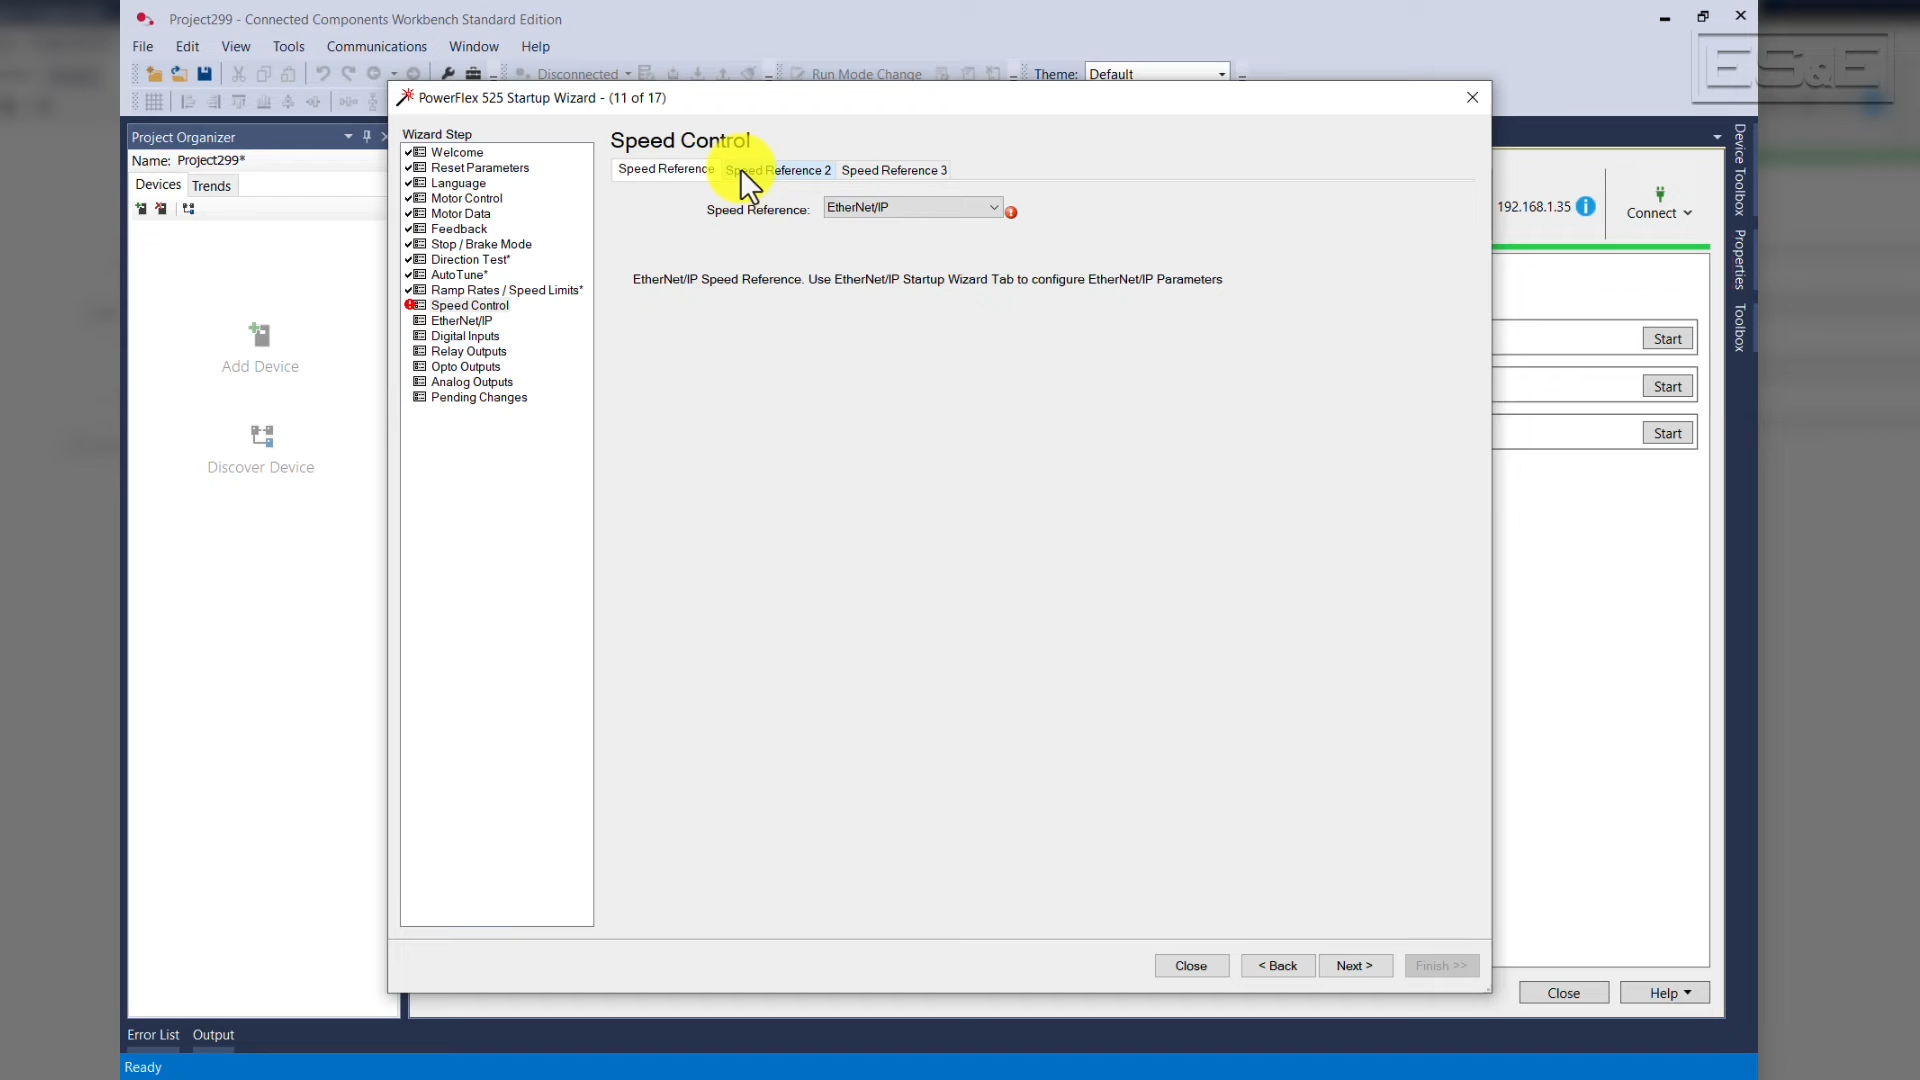 Project299 - Connected Components Workbench Standard Edition
File Edit View Tools Communications Window Help
Disconnected Run Mode Change Theme: Default
ES&E
PowerFlex 525 Startup Wizard - (11 of 17)
Project Organizer
Name: Project299*
Devices Trends
Add Device
Discover Device
Wizard Step
Welcome
Reset Parameters
Language
Motor Control
Motor Data
Feedback
Stop / Brake Mode
Direction Test*
AutoTune*
Ramp Rates / Speed Limits*
Speed Control
EtherNet/IP
Digital Inputs
Relay Outputs
Opto Outputs
Analog Outputs
Pending Changes
Speed Control
Speed Reference Speed Reference 2 Speed Reference 3
Speed Reference: EtherNet/IP
EtherNet/IP Speed Reference. Use EtherNet/IP Startup Wizard Tab to configure EtherNet/IP Parameters
Close < Back Next > Finish >>
192.168.1.35
Connect
Start
Start
Start
Close Help
Device Toolbox
Properties
Toolbox
Error List Output
Ready